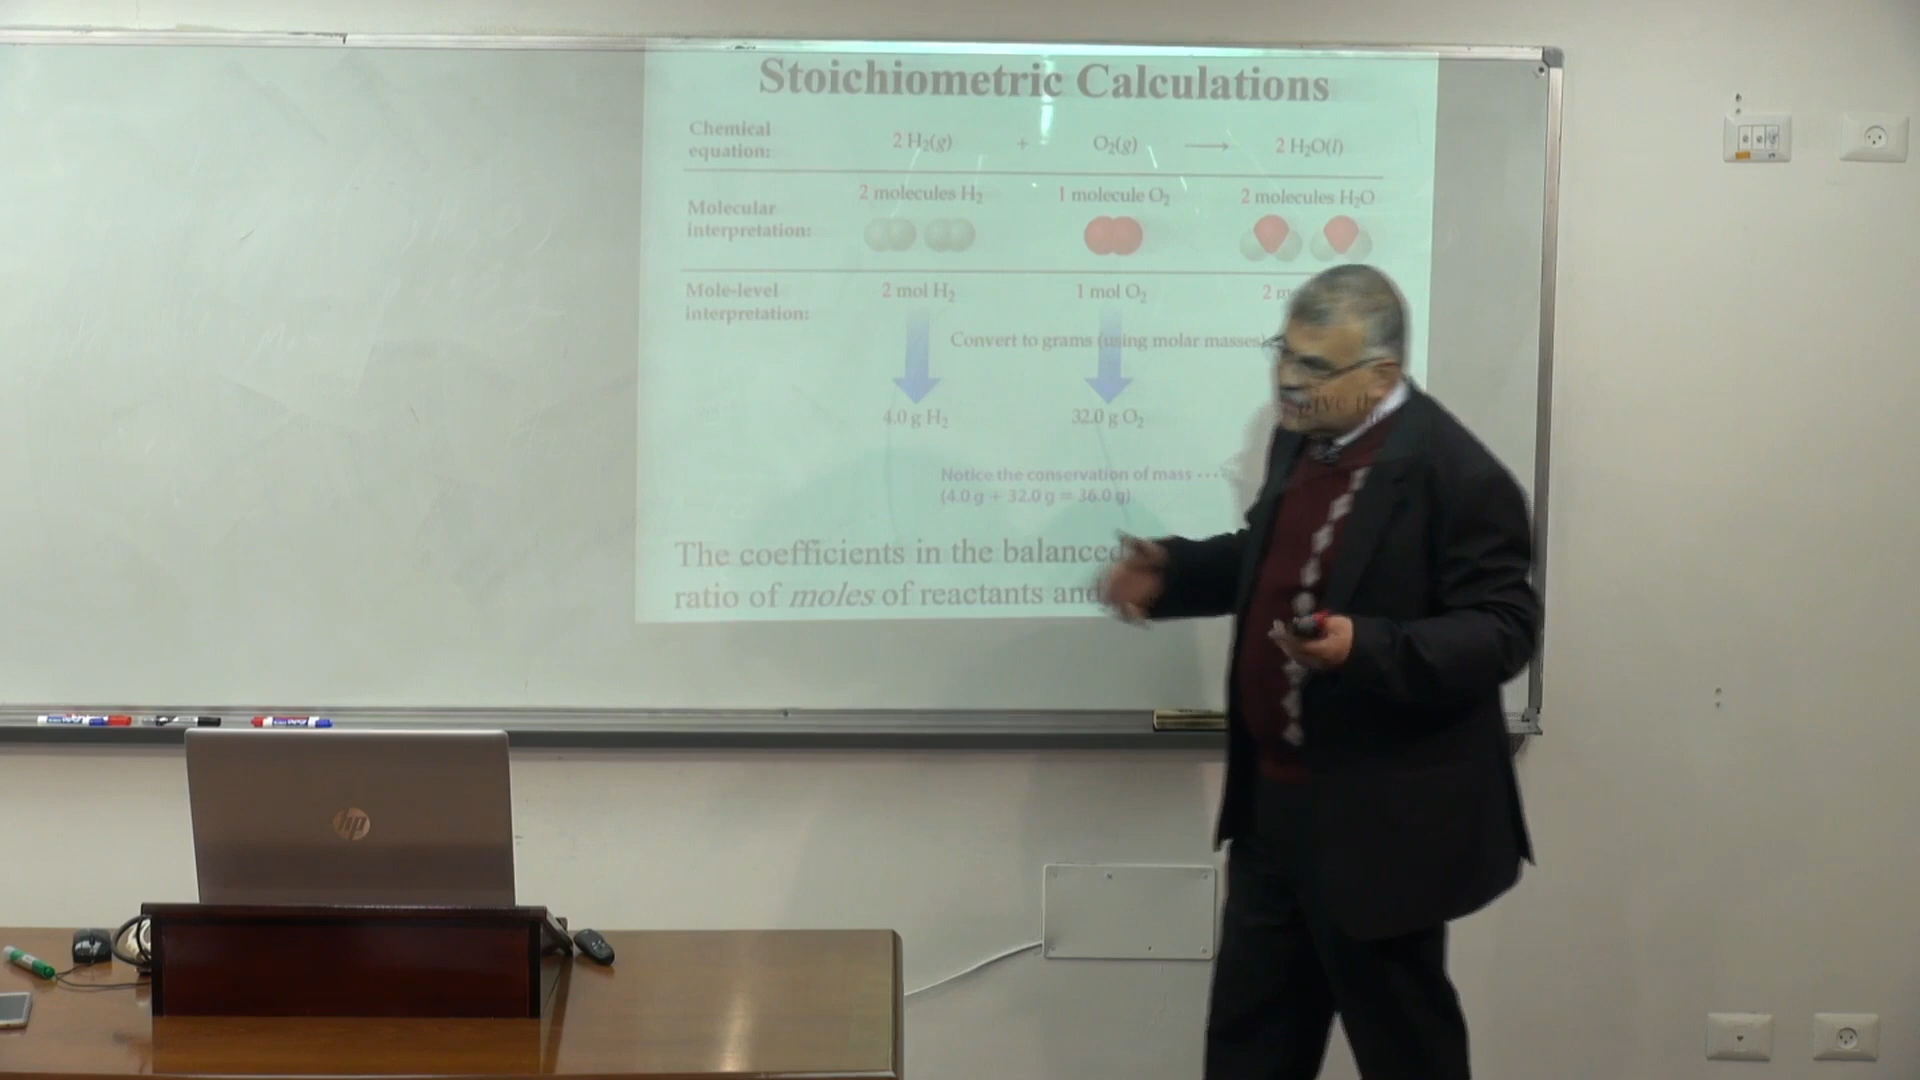 Stoichiometric Calculations
Chemical
equation:
2 H₂(g) + O₂(g) ⟶ 2 H₂O(l)
2 molecules H₂ 1 molecule O₂ 2 molecules H₂O
Molecular
interpretation:
Mole-level
interpretation:
2 mol H₂ 1 mol O₂ 2
Convert to grams (using molar masses)
4.0 g H₂ 32.0 g O₂
give
Notice the conservation of mass
(4.0 g + 32.0 g = 36.0 g)
The coefficients in the balanced
ratio of moles of reactants and
hp